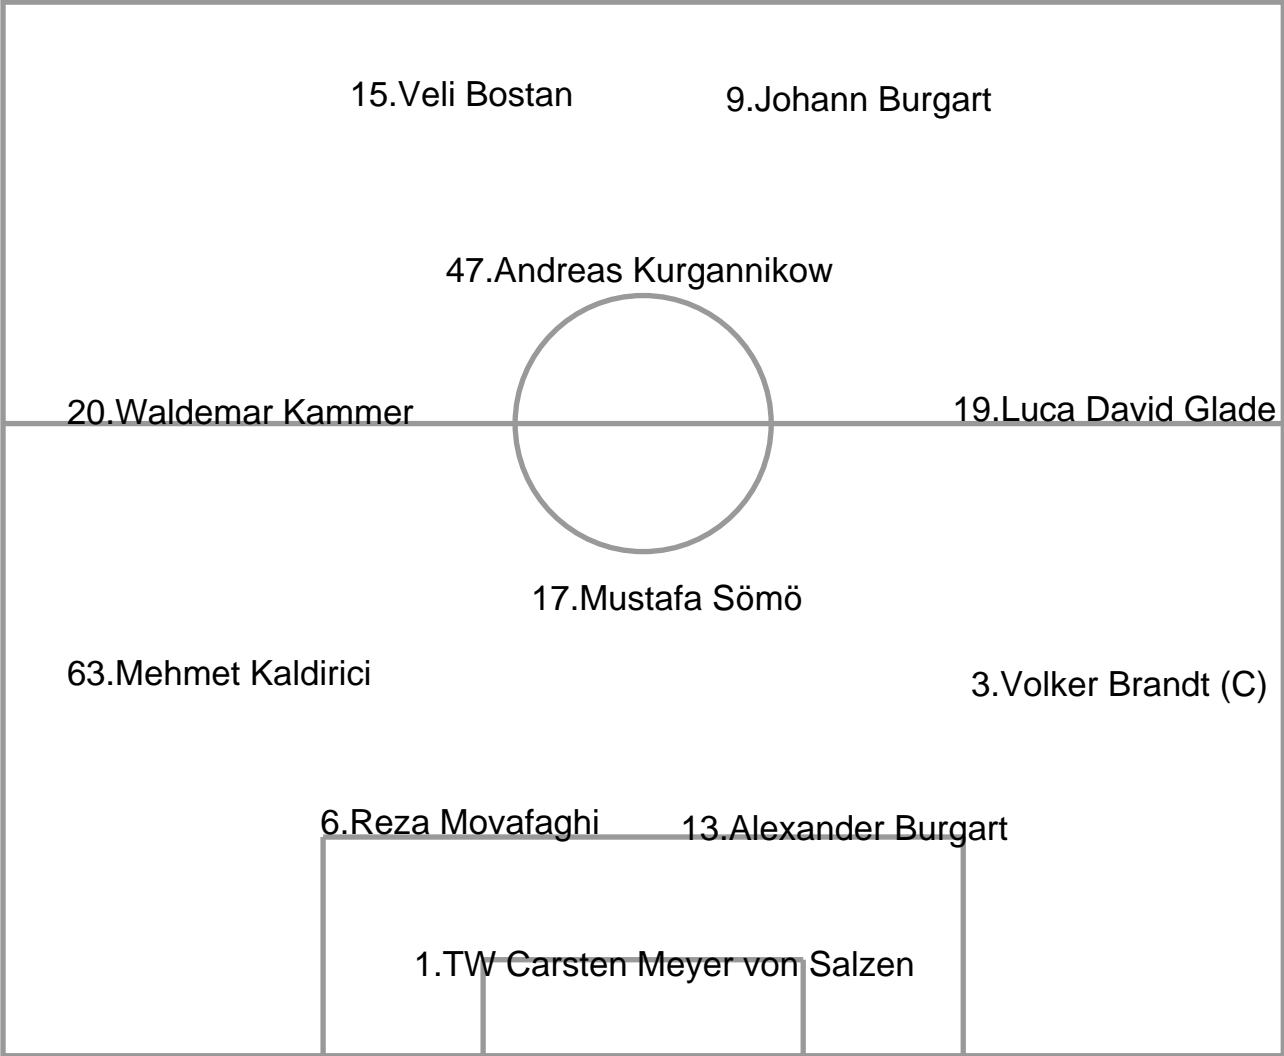 15.Veli Bostan
9.Johann Burgart
47.Andreas Kurgannikow
20.Waldemar Kammer
19.Luca David Glade
17.Mustafa Sömö
63.Mehmet Kaldirici
3.Volker Brandt (C)
6.Reza Movafaghi
13.Alexander Burgart
1.TW Carsten Meyer von Salzen